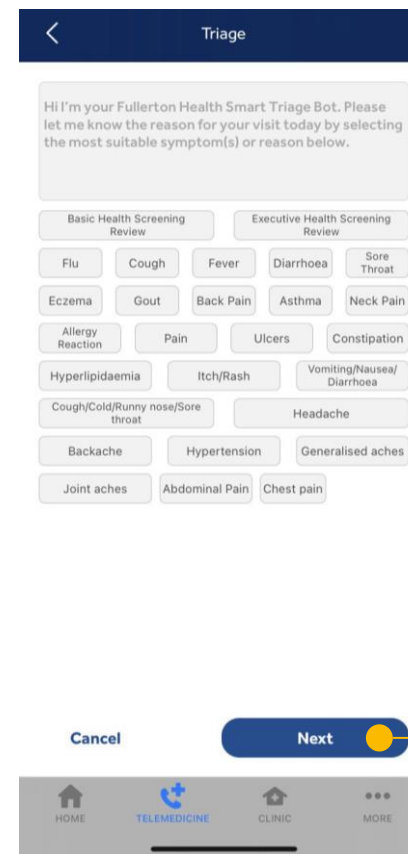 Triage
Hi I'm your Fullerton Health Smart Triage Bot. Please
let me know the reason for your visit today by selecting
the most suitable symptom(s) or reason below.
Basic Health Screening
Review
Executive Health Screening
Review
Flu
Cough
Fever
Diarrhoea
Sore
Throat
Eczema
Gout
Back Pain
Asthma
Neck Pain
Allergy
Reaction
Pain
Ulcers
Constipation
Hyperlipidaemia
Itch/Rash
Vomiting/Nausea/
Diarrhoea
Cough/Cold/Runny nose/Sore
throat
Headache
Backache
Hypertension
Generalised aches
Joint aches
Abdominal Pain
Chest pain
Cancel
Next
HOME
TELEMEDICINE
CLINIC
MORE